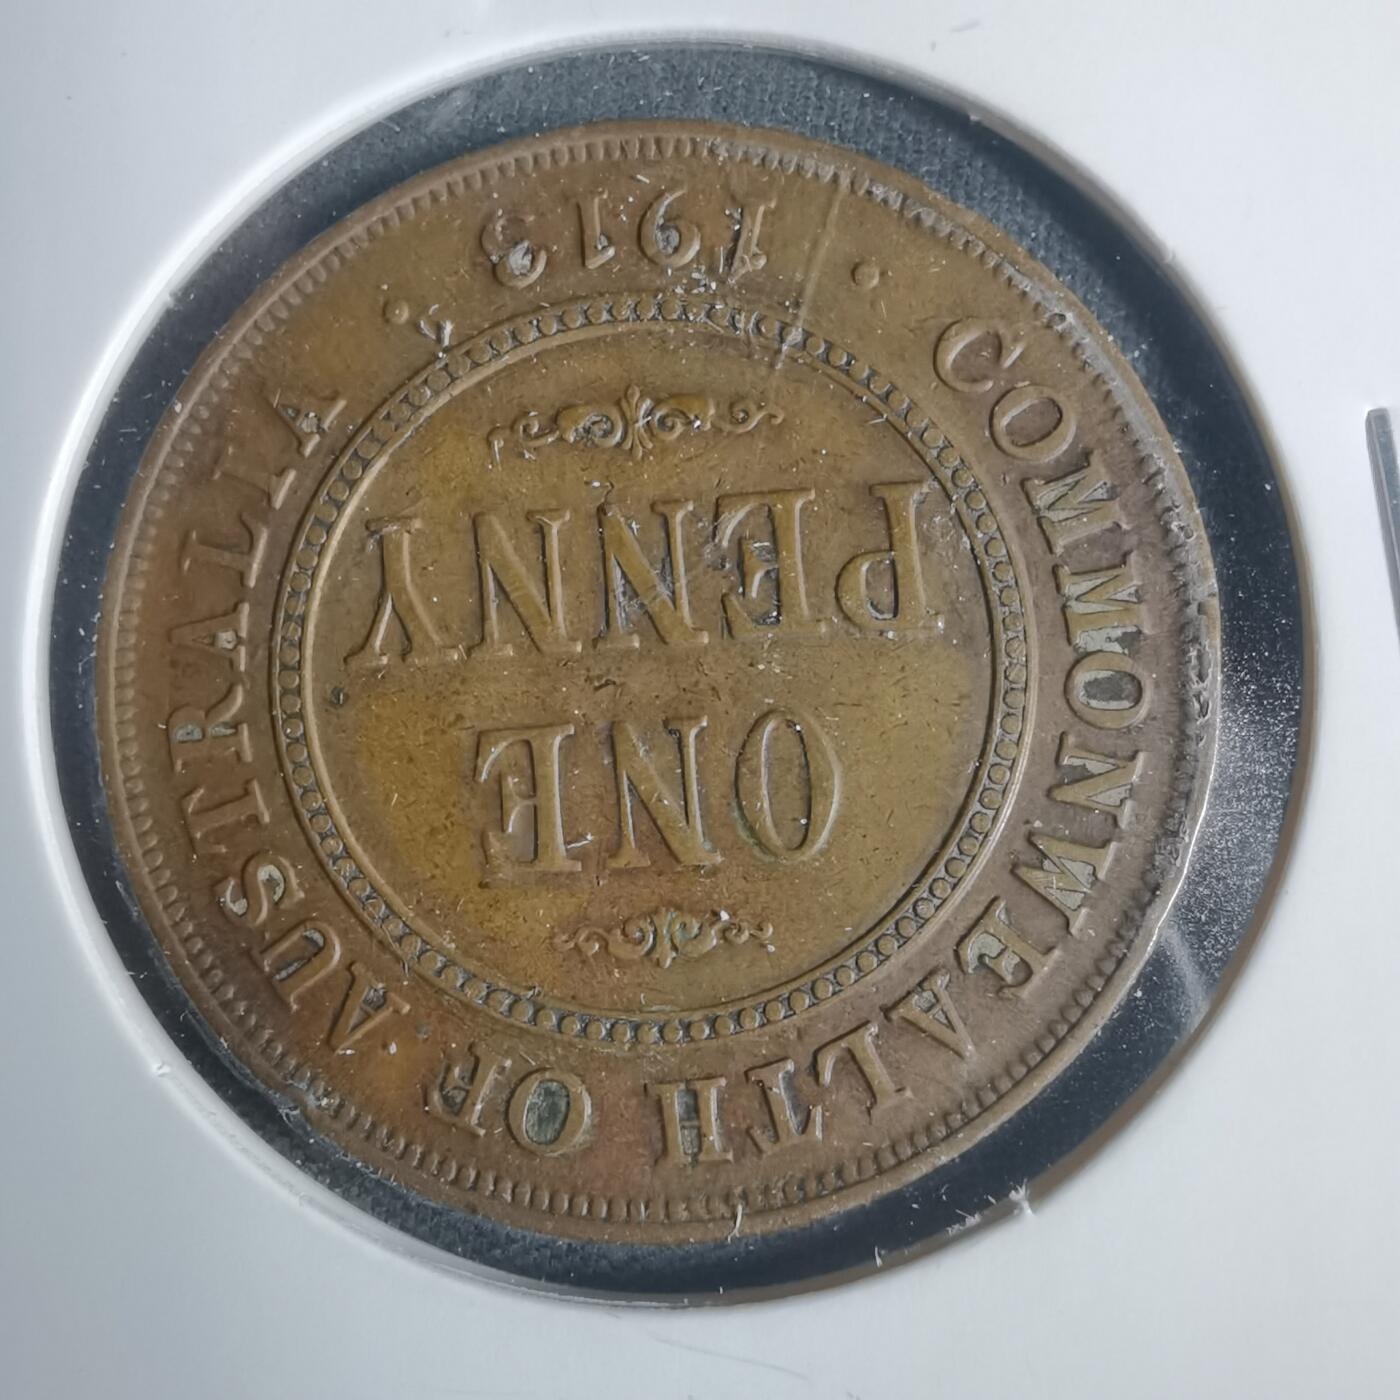 COMMONWEALTH OF AUSTRALIA
ONE
PENNY
1913